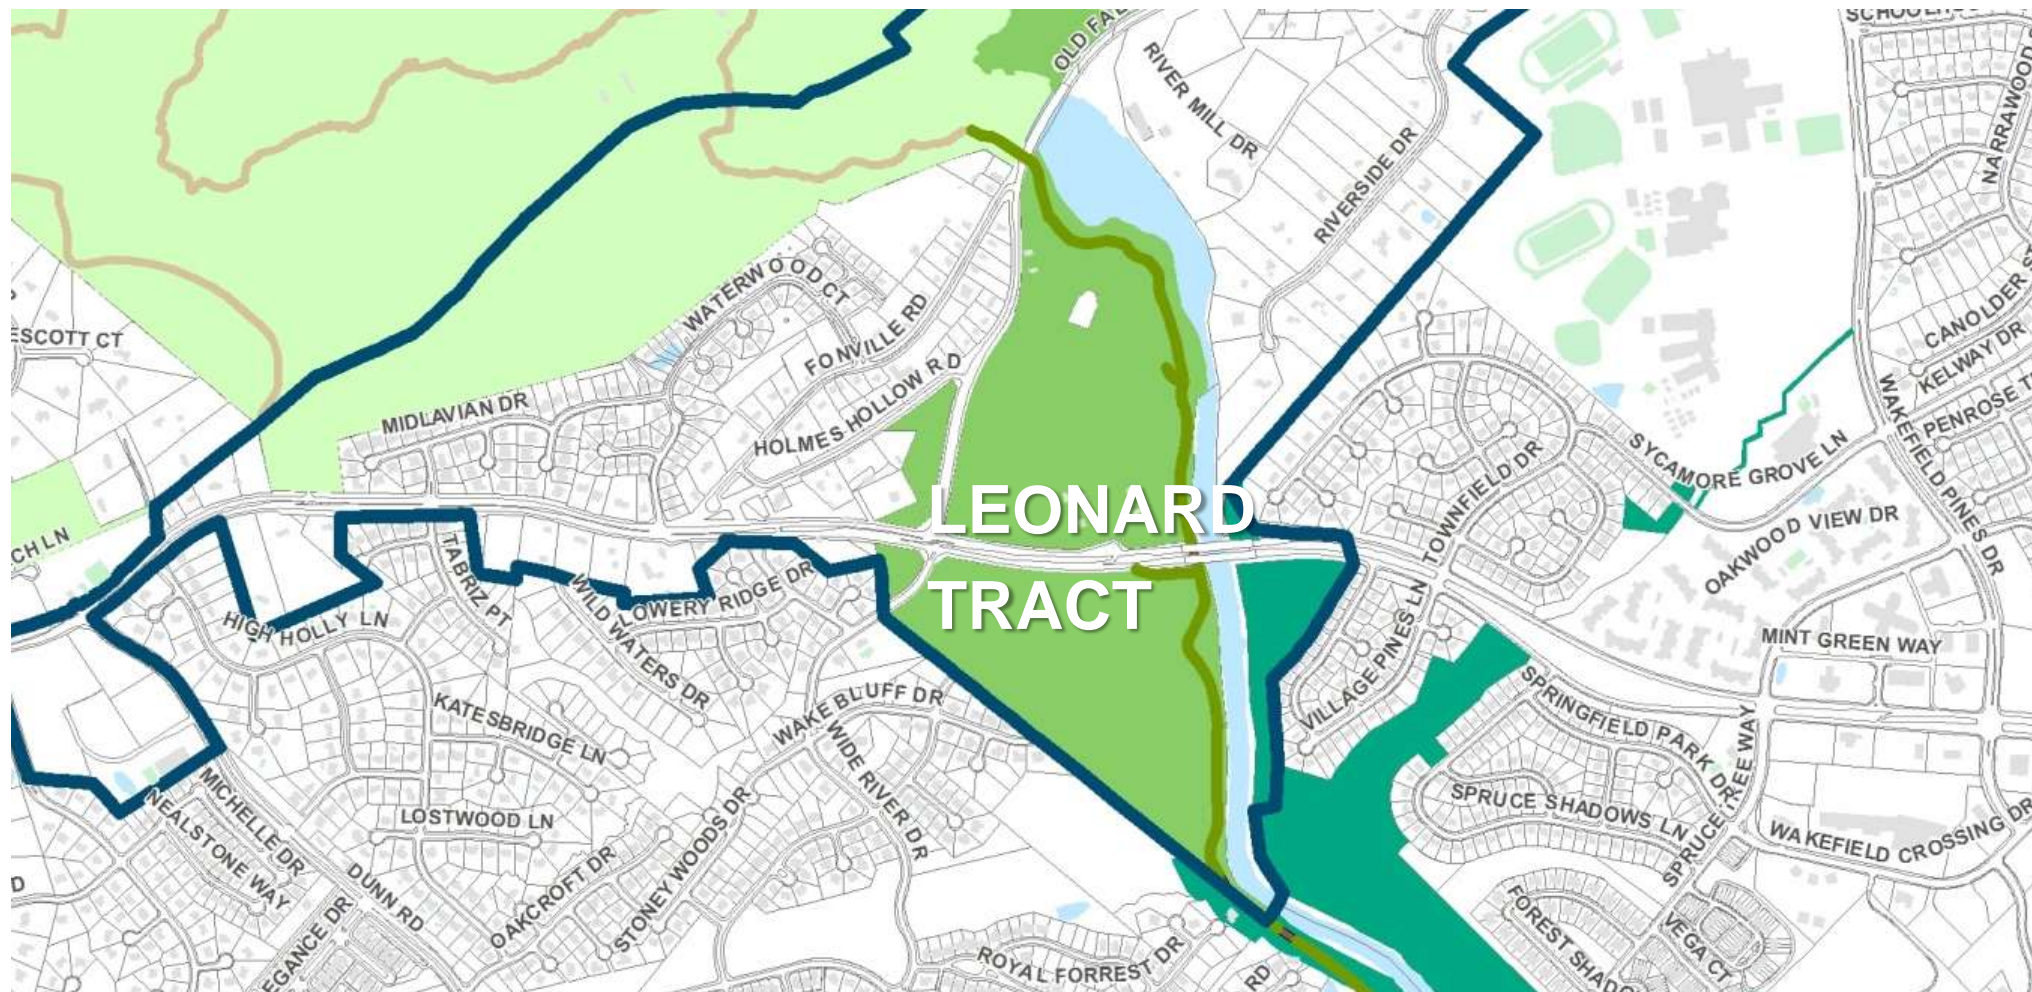 SCHOOLHOU
OLD FAL
RIVER MILL DR
NARRAWOOD
RIVERSIDE DR
WATERWOOD CT
CANOLDER S
ESCOTT CT
FONVILLE RD
KELWAY DR
HOLMES HOLLOW RD
PENROSE T
MIDLAVIAN DR
WAKEFIELD PINES DR
SYCAMORE GROVE LN
TOWNFIELD DR
LEONARD
TRACT
OAKWOOD VIEW DR
CH LN
TABRIZ PT
WILD WATERS DR
LOWERY RIDGE DR
HIGH HOLLY LN
VILLAGE PINES LN
MINT GREEN WAY
SPRINGFIELD PARK DR
KATESBRIDGE LN
WAKE BLUFF DR
WIDE RIVER DR
SPRUCE TREE WAY
MICHELLE DR
NEALSTONE WAY
LOSTWOOD LN
SPRUCE SHADOWS LN
WAKEFIELD CROSSING DR
STONEY WOODS DR
OAKCROFT DR
DUNN RD
D
EGANCE DR
ROYAL FORREST DR
RD
FOREST SHADO
VEGA CT